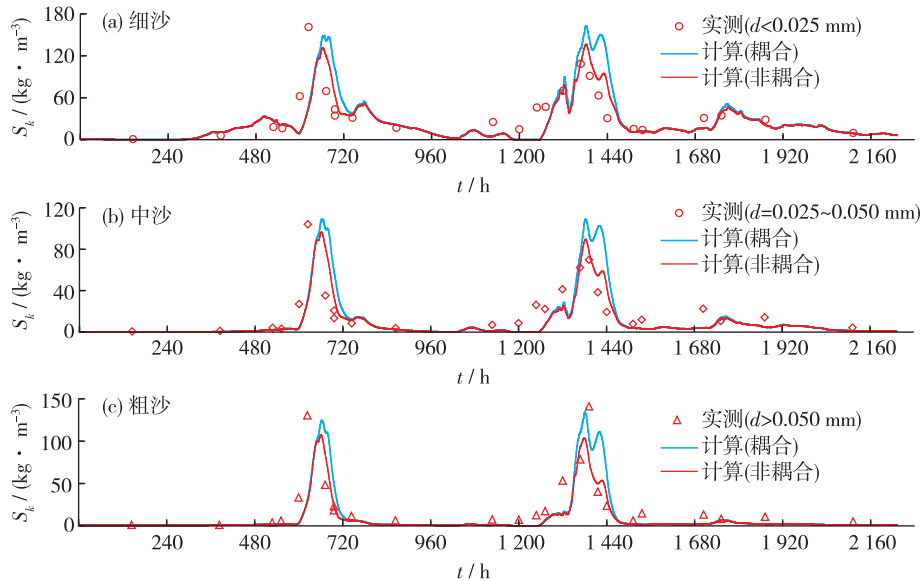 (a) 细沙
实测(d<0.025 mm)
计算(耦合)
计算(非耦合)
S_k / (kg · m⁻³)
180
120
60
0
240 480 720 960 1 200 1 440 1 680 1 920 2 160
t / h
(b) 中沙
实测(d=0.025~0.050 mm)
计算(耦合)
计算(非耦合)
S_k / (kg · m⁻³)
120
80
40
0
240 480 720 960 1 200 1 440 1 680 1 920 2 160
t / h
(c) 粗沙
实测(d>0.050 mm)
计算(耦合)
计算(非耦合)
S_k / (kg · m⁻³)
150
100
50
0
240 480 720 960 1 200 1 440 1 680 1 920 2 160
t / h